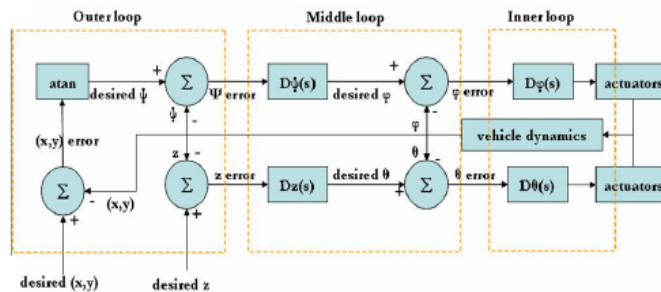 Outer loop
Middle loop
Inner loop
atan
+
desired ψ̇
Σ
Ψ error
Dψ̇(s)
desired φ
+
Σ
φ error
Dφ(s)
actuators
ψ̇
-
φ
-
vehicle dynamics
(x,y) error
z
-
θ
-
Σ
-
(x,y)
+
Σ
+
z error
Dz(s)
desired θ
+
Σ
θ error
Dθ(s)
actuators
desired (x,y)
desired z